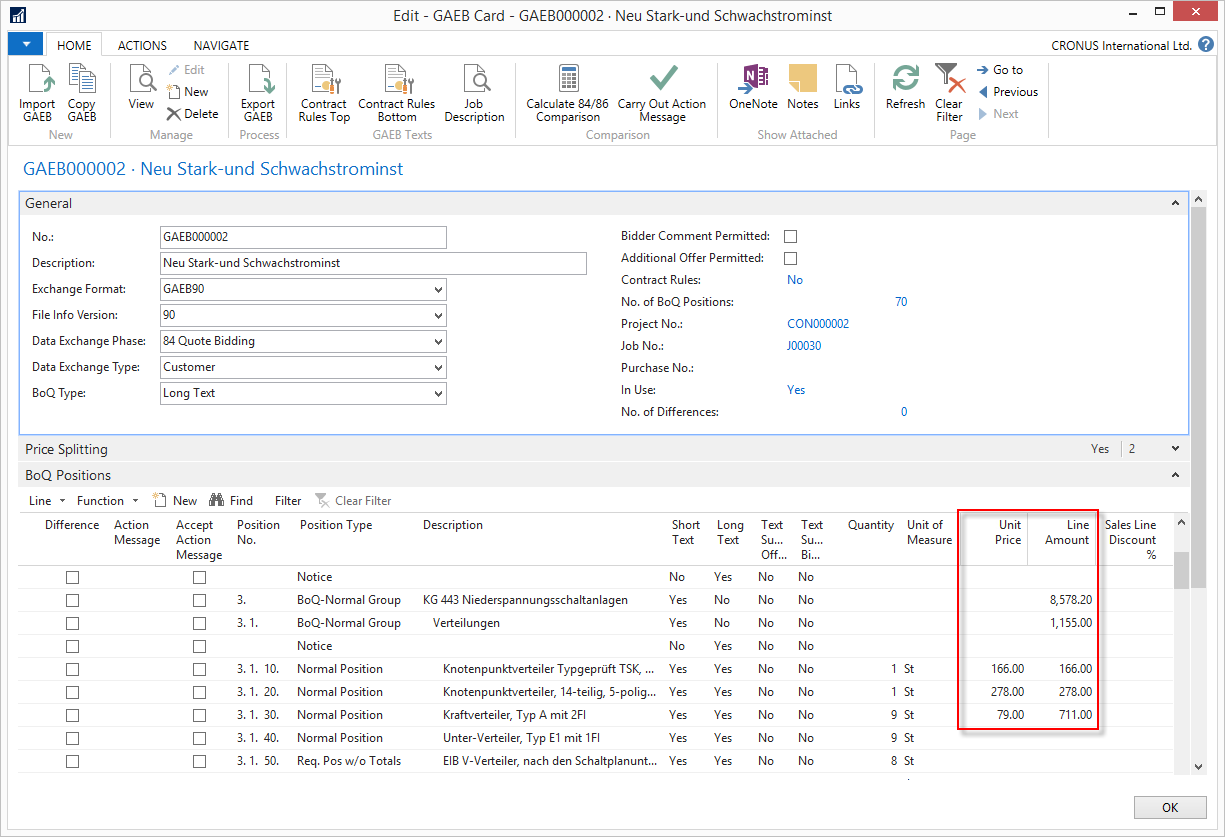 Edit - GAEB Card - GAEB000002 · Neu Stark-und Schwachstrominst
HOME ACTIONS NAVIGATE CRONUS International Ltd. ?
Import GAEB
Copy GAEB
New
View
Edit
New
Delete
Manage
Export GAEB
Process
Contract Rules Top
Contract Rules Bottom
Job Description
GAEB Texts
Calculate 84/86 Comparison
Carry Out Action Message
Comparison
OneNote
Notes
Links
Show Attached
Refresh
Clear Filter
Go to
Previous
Next
Page
GAEB000002 · Neu Stark-und Schwachstrominst
General
No.: GAEB000002
Description: Neu Stark-und Schwachstrominst
Exchange Format: GAEB90
File Info Version: 90
Data Exchange Phase: 84 Quote Bidding
Data Exchange Type: Customer
BoQ Type: Long Text
Bidder Comment Permitted:
Additional Offer Permitted:
Contract Rules: No
No. of BoQ Positions: 70
Project No.: CON000002
Job No.: J00030
Purchase No.:
In Use: Yes
No. of Differences: 0
Price Splitting Yes 2
BoQ Positions
Line Function New Find Filter Clear Filter
Difference Action Message Accept Action Message Position No. Position Type Description Short Text Long Text Text Su... Off... Text Su... Bi... Quantity Unit of Measure Unit Price Line Amount Sales Line Discount %
Notice No Yes No No
3. BoQ-Normal Group KG 443 Niederspannungsschaltanlagen Yes No No No 8,578.20
3. 1. BoQ-Normal Group Verteilungen Yes No No No 1,155.00
Notice No Yes No No
3. 1. 10. Normal Position Knotenpunktverteiler Typgeprüft TSK, ... Yes Yes No No 1 St 166.00 166.00
3. 1. 20. Normal Position Knotenpunktverteiler, 14-teilig, 5-polig... Yes Yes No No 1 St 278.00 278.00
3. 1. 30. Normal Position Kraftverteiler, Typ A mit 2FI Yes Yes No No 9 St 79.00 711.00
3. 1. 40. Normal Position Unter-Verteiler, Typ E1 mit 1FI Yes Yes No No 9 St
3. 1. 50. Req. Pos w/o Totals EIB V-Verteiler, nach den Schaltplanunt... Yes Yes No No 8 St
OK